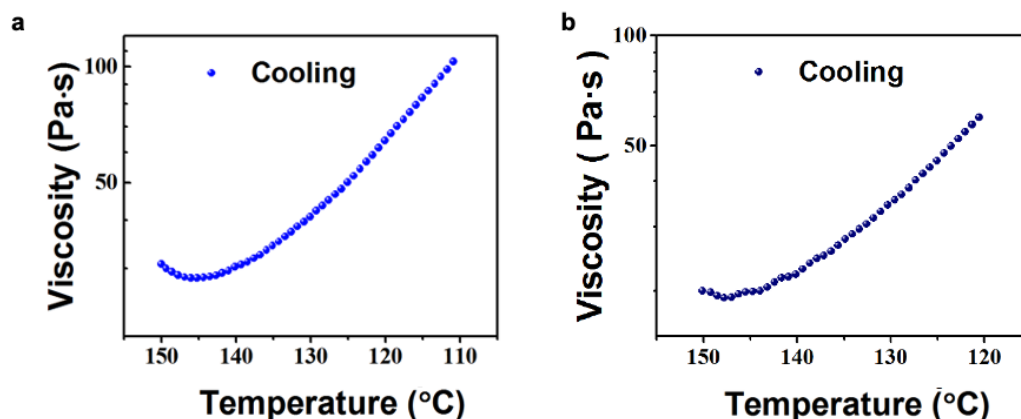 a
Viscosity (Pa·s)
100
50
Cooling
150 140 130 120 110
Temperature (°C)
b
Viscosity ( Pa·s)
100
50
Cooling
150 140 130 120
Temperature (°C)